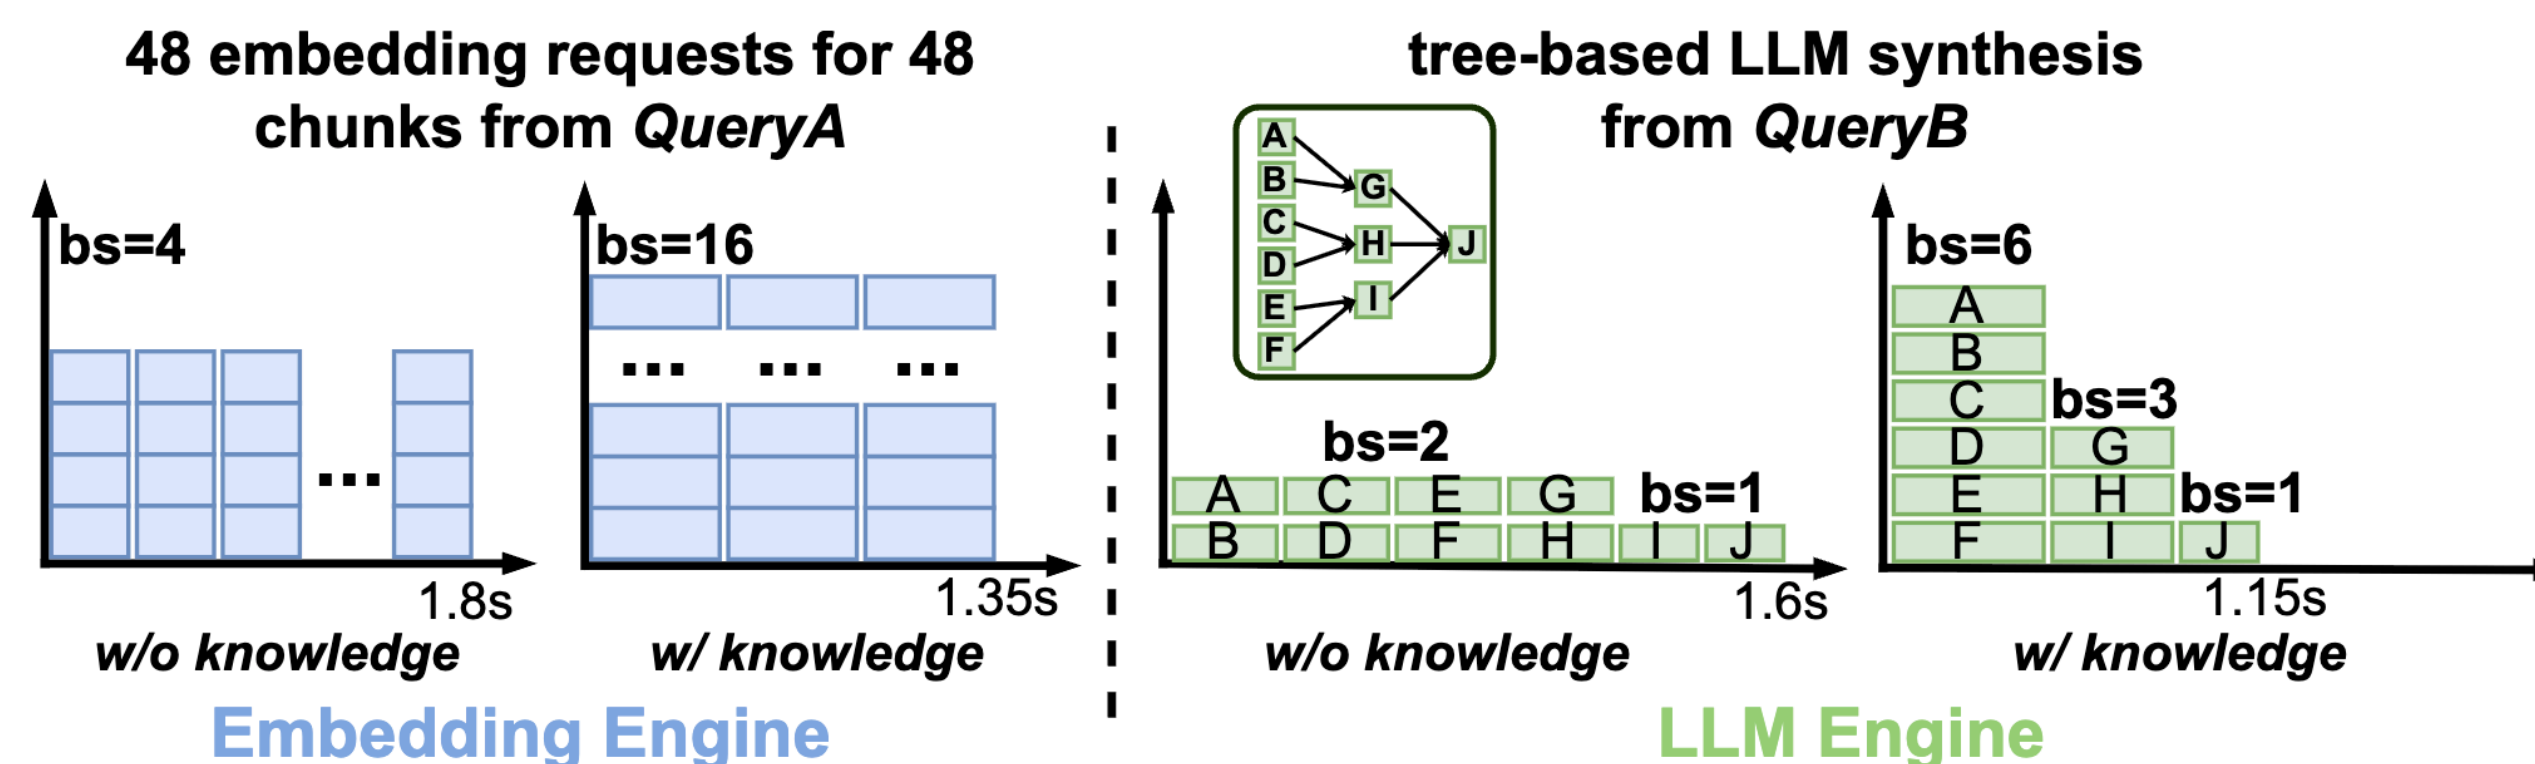 48 embedding requests for 48
chunks from QueryA
bs=4
...
1.8s
w/o knowledge
bs=16
... ... ...
1.35s
w/ knowledge
Embedding Engine
tree-based LLM synthesis
from QueryB
A
B
C
D
E
F
G
H
I
J
bs=2
A C E G
bs=1
B D F H I J
1.6s
w/o knowledge
bs=6
A
B
C
bs=3
D G
E H
bs=1
F I J
1.15s
w/ knowledge
LLM Engine